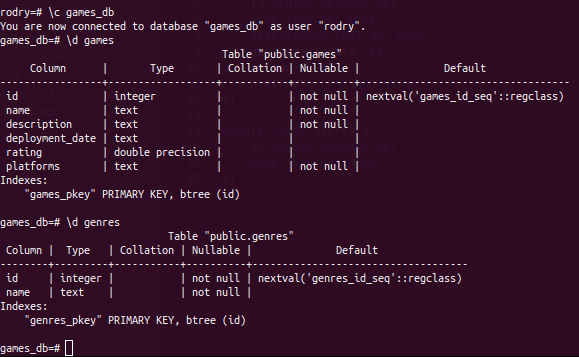 rodry=# \c games_db
You are now connected to database "games_db" as user "rodry".
games_db=# \d games
Table "public.games"
Column | Type | Collation | Nullable | Default
-----------------+------------------+-----------+----------+-----------------------------------
id | integer | | not null | nextval('games_id_seq'::regclass)
name | text | | not null |
description | text | | not null |
deployment_date | text | | |
rating | double precision | | |
platforms | text | | not null |
Indexes:
"games_pkey" PRIMARY KEY, btree (id)
games_db=# \d genres
Table "public.genres"
Column | Type | Collation | Nullable | Default
--------+---------+-----------+----------+------------------------------------
id | integer | | not null | nextval('genres_id_seq'::regclass)
name | text | | not null |
Indexes:
"genres_pkey" PRIMARY KEY, btree (id)
games_db=#